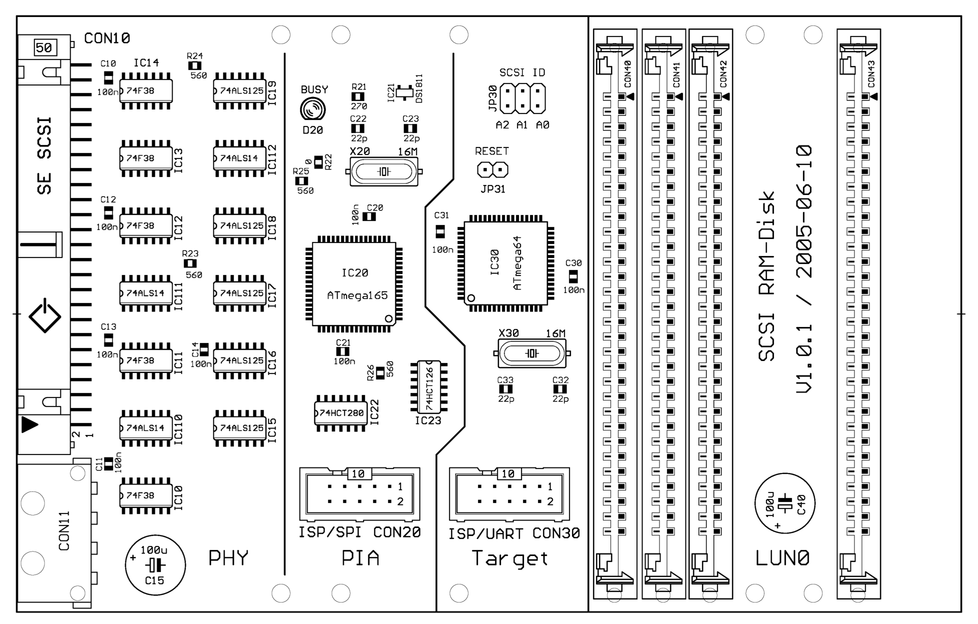 50
CON10
SE SCSI
2 1
CON11
C10
100n
IC14
74F38
R24
560
74ALS125
IC19
74F38
IC13
74ALS14
IC112
C12
100n
74F38
IC12
74ALS125
IC18
R23
560
74ALS14
IC111
74ALS125
IC17
C13
100n
74F38
IC11
C14
100n
74ALS125
IC16
74ALS14
IC110
74ALS125
IC15
C11
100n
74F38
IC10
+
100u
C15
PHY
BUSY
D20
R21
270
IC21
DS1811
C22
22p
C23
22p
X20 16M
0
R22
R25
560
100n
C20
IC20
ATmega165
C21
100n
R26
560
74HCT126
IC23
74HCT280
IC22
10
1
2
ISP/SPI CON20
PIA
SCSI ID
JP30
A2 A1 A0
RESET
JP31
C31
100n
IC30
ATmega64
C30
100n
X30 16M
C33
22p
C32
22p
10
1
2
ISP/UART CON30
Target
CON40
CON41
CON42
CON43
SCSI RAM-Disk
V1.0.1 / 2005-06-10
100u
+
C40
LUN0